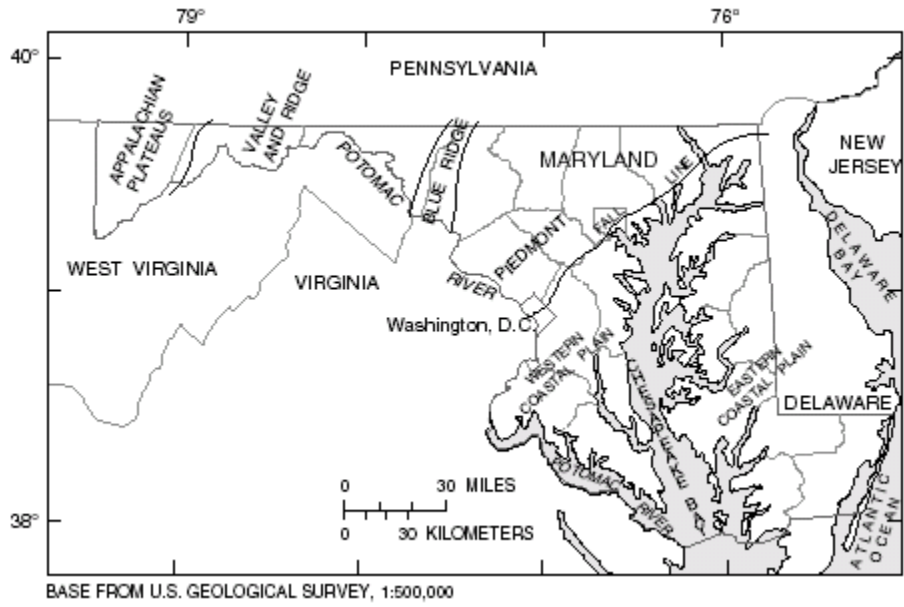 79°
76°
40°
PENNSYLVANIA
APPALACHIAN
PLATEAUS
VALLEY
AND RIDGE
POTOMAC
BLUE RIDGE
MARYLAND
LINE
NEW
JERSEY
FALL
PIEDMONT
DELAWARE
BAY
WEST VIRGINIA
VIRGINIA
RIVER
Washington, D.C.
WESTERN
COASTAL PLAIN
EASTERN
COASTAL PLAIN
CHESAPEAKE BAY
DELAWARE
POTOMAC
RIVER
ATLANTIC
OCEAN
0 30 MILES
0 30 KILOMETERS
38°
BASE FROM U.S. GEOLOGICAL SURVEY, 1:500,000